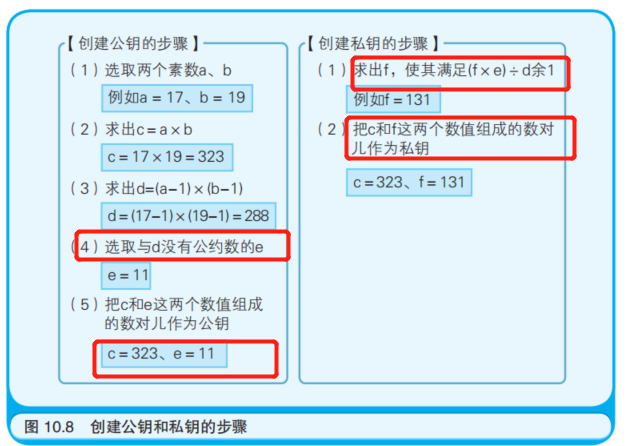 【创建公钥的步骤】
（1）选取两个素数a、b
例如a = 17、b = 19
（2）求出c=a×b
c=17×19=323
（3）求出d=(a−1)×(b−1)
d=(17−1)×(19−1)=288
（4）选取与d没有公约数的e
e=11
（5）把c和e这两个数值组成
的数对儿作为公钥
c=323、e=11
【创建私钥的步骤】
（1）求出f，使其满足(f×e)÷d余1
例如f=131
（2）把c和f这两个数值组成的数对
儿作为私钥
c=323、f=131
图 10.8 创建公钥和私钥的步骤